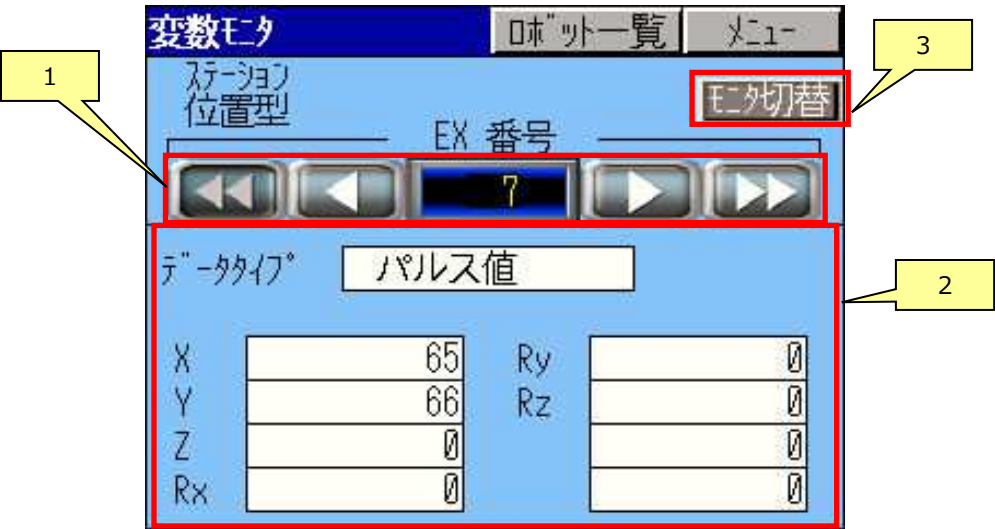 変数ﾓﾆﾀ ﾛﾎﾞｯﾄ一覧 ﾒﾆｭｰ
3
1
ｽﾃｰｼｮﾝ
位置型
ﾓﾆﾀ切替
EX 番号
7
ﾃﾞｰﾀﾀｲﾌﾟ パルス値
2
X 65 Ry 0
Y 66 Rz 0
Z 0 0
Rx 0 0